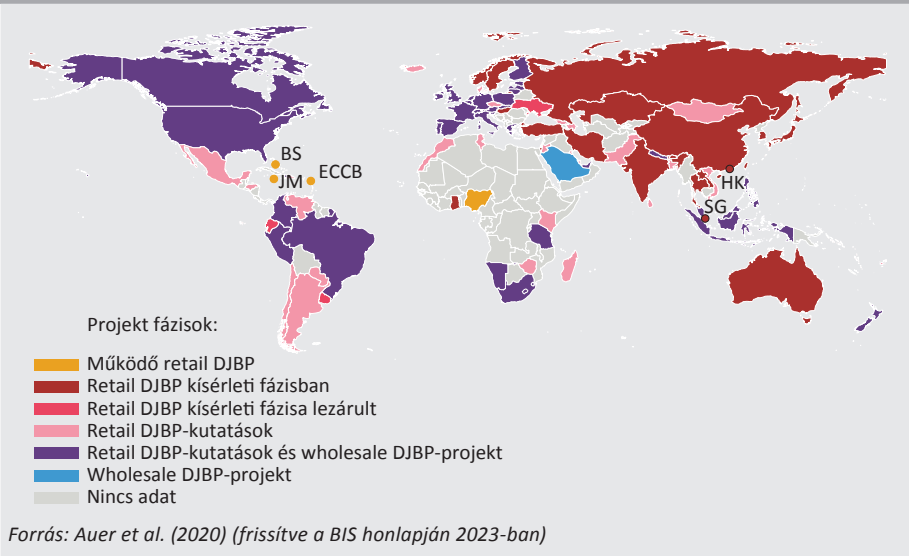 BS
JM
ECCB
HK
SG
Projekt fázisok:
Működő retail DJBP
Retail DJBP kísérleti fázisban
Retail DJBP kísérleti fázisa lezárult
Retail DJBP-kutatások
Retail DJBP-kutatások és wholesale DJBP-projekt
Wholesale DJBP-projekt
Nincs adat
Forrás: Auer et al. (2020) (frissítve a BIS honlapján 2023-ban)